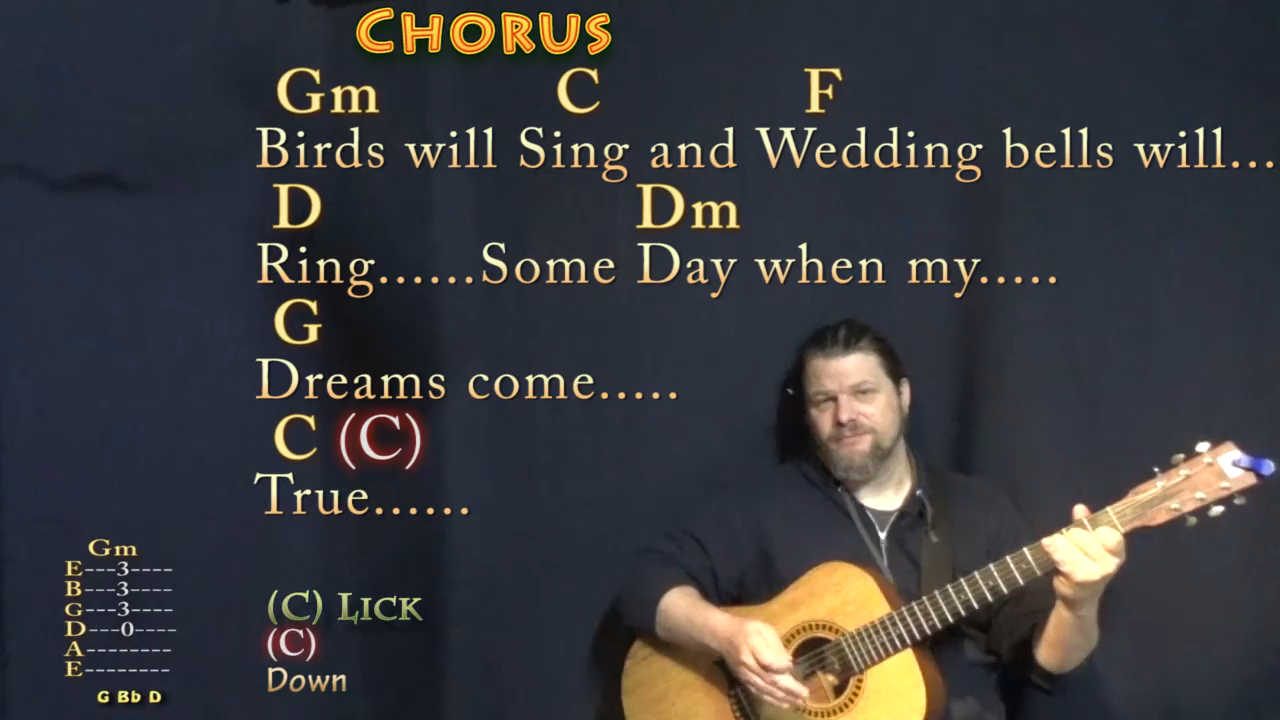 CHORUS
Gm C F
Birds will Sing and Wedding bells will...
D Dm
Ring......Some Day when my.....
G
Dreams come.....
C (C)
True......
Gm
E---3----
B---3----
G---3----
D---0----
A--------
E--------
G Bb D
(C) LICK
(C)
Down